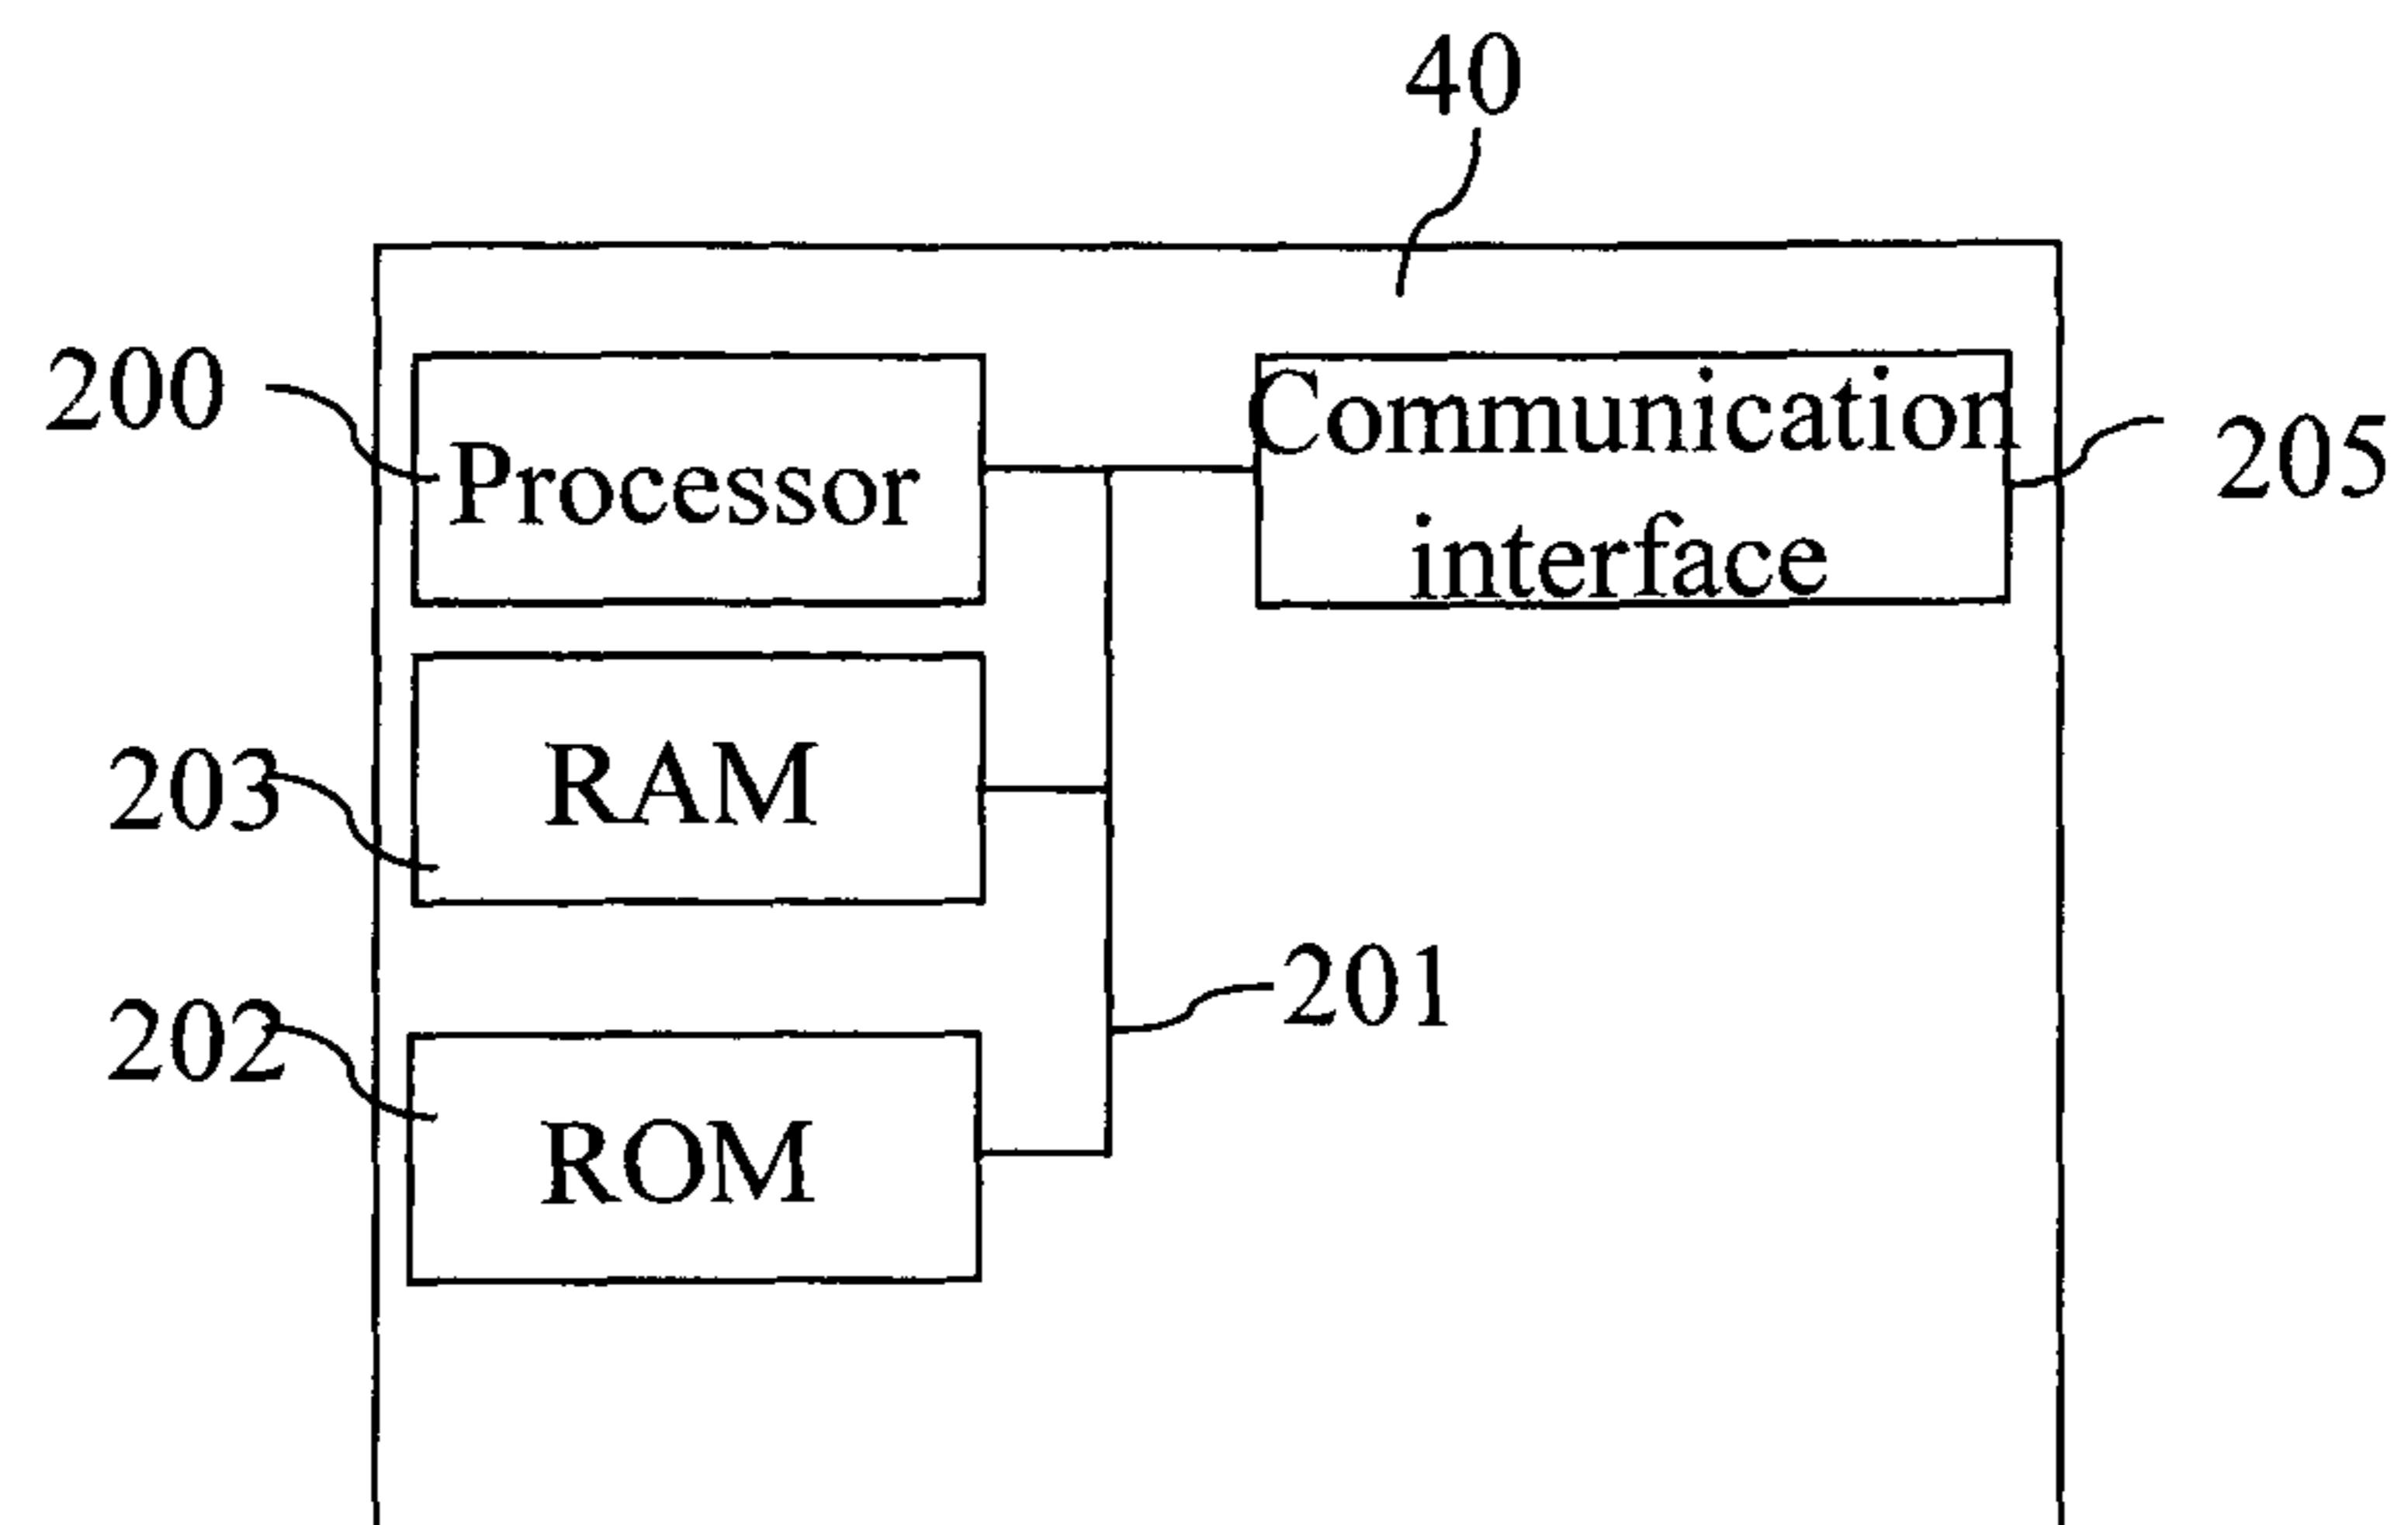 40
200
Processor
Communication
interface
205
203
RAM
201
202
ROM